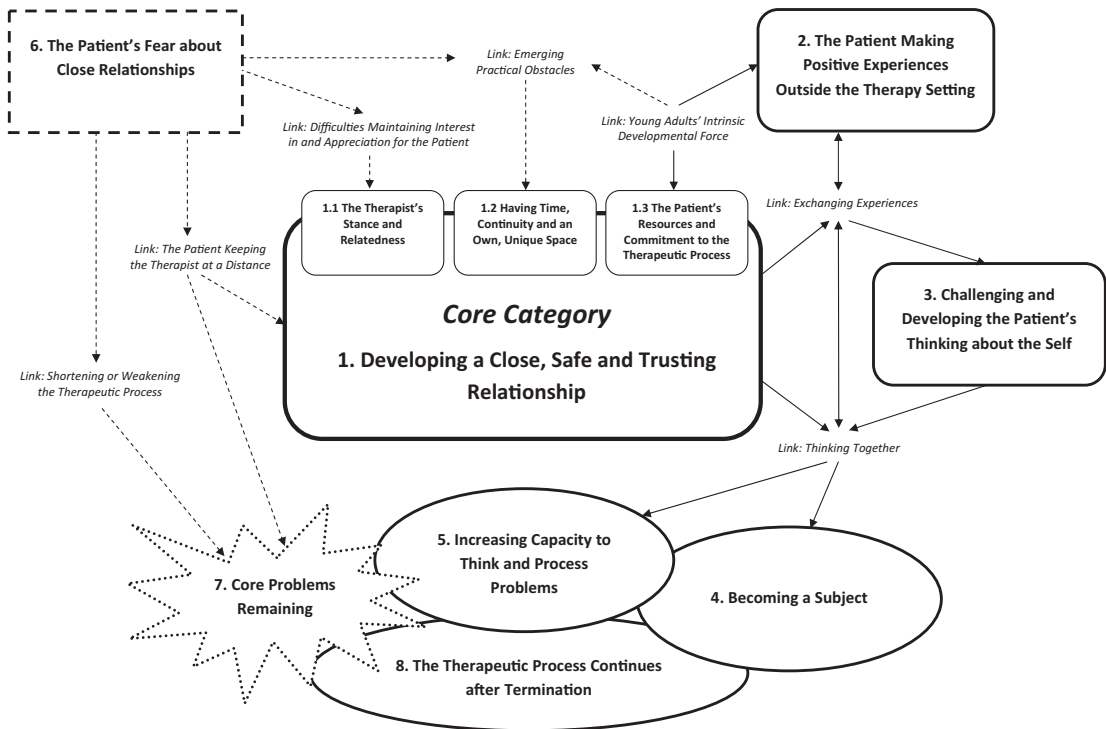 6. The Patient's Fear about
Close Relationships
Link: Emerging
Practical Obstacles
2. The Patient Making
Positive Experiences
Outside the Therapy Setting
Link: Difficulties Maintaining Interest
in and Appreciation for the Patient
Link: Young Adults' Intrinsic
Developmental Force
1.1 The Therapist's
Stance and
Relatedness
1.2 Having Time,
Continuity and an
Own, Unique Space
1.3 The Patient's
Resources and
Commitment to the
Therapeutic Process
Link: Exchanging Experiences
Link: The Patient Keeping
the Therapist at a Distance
Core Category
1. Developing a Close, Safe and Trusting
Relationship
3. Challenging and
Developing the Patient's
Thinking about the Self
Link: Shortening or Weakening
the Therapeutic Process
Link: Thinking Together
5. Increasing Capacity to
Think and Process
Problems
7. Core Problems
Remaining
4. Becoming a Subject
8. The Therapeutic Process Continues
after Termination